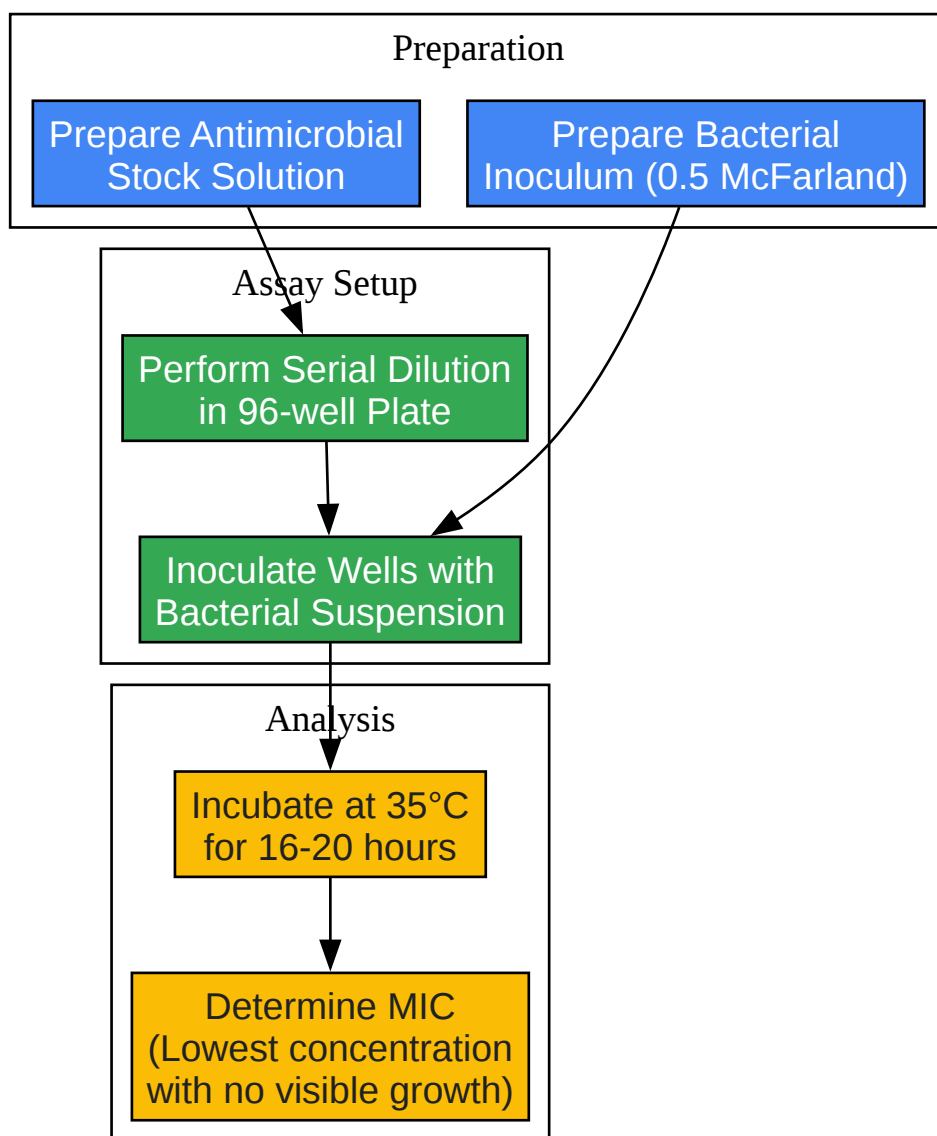 Preparation
Prepare Antimicrobial
Stock Solution
Prepare Bacterial
Inoculum (0.5 McFarland)
Assay Setup
Perform Serial Dilution
in 96-well Plate
Inoculate Wells with
Bacterial Suspension
Analysis
Incubate at 35°C
for 16-20 hours
Determine MIC
(Lowest concentration
with no visible growth)